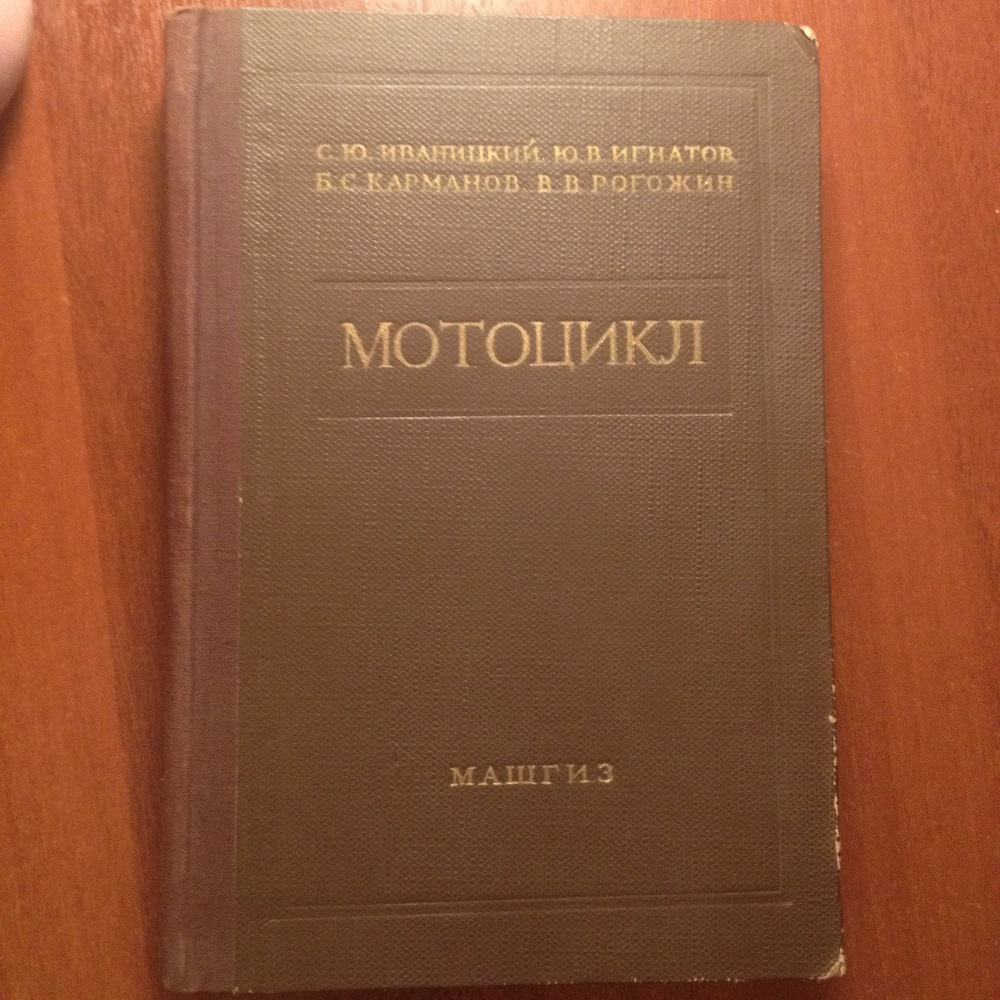 С. Ю. ИВАНИЦКИЙ, Ю. В. ИГНАТОВ,
Б. С. КАРМАНОВ, В. В. РОГОЖИН
МОТОЦИКЛ
МАШГИЗ